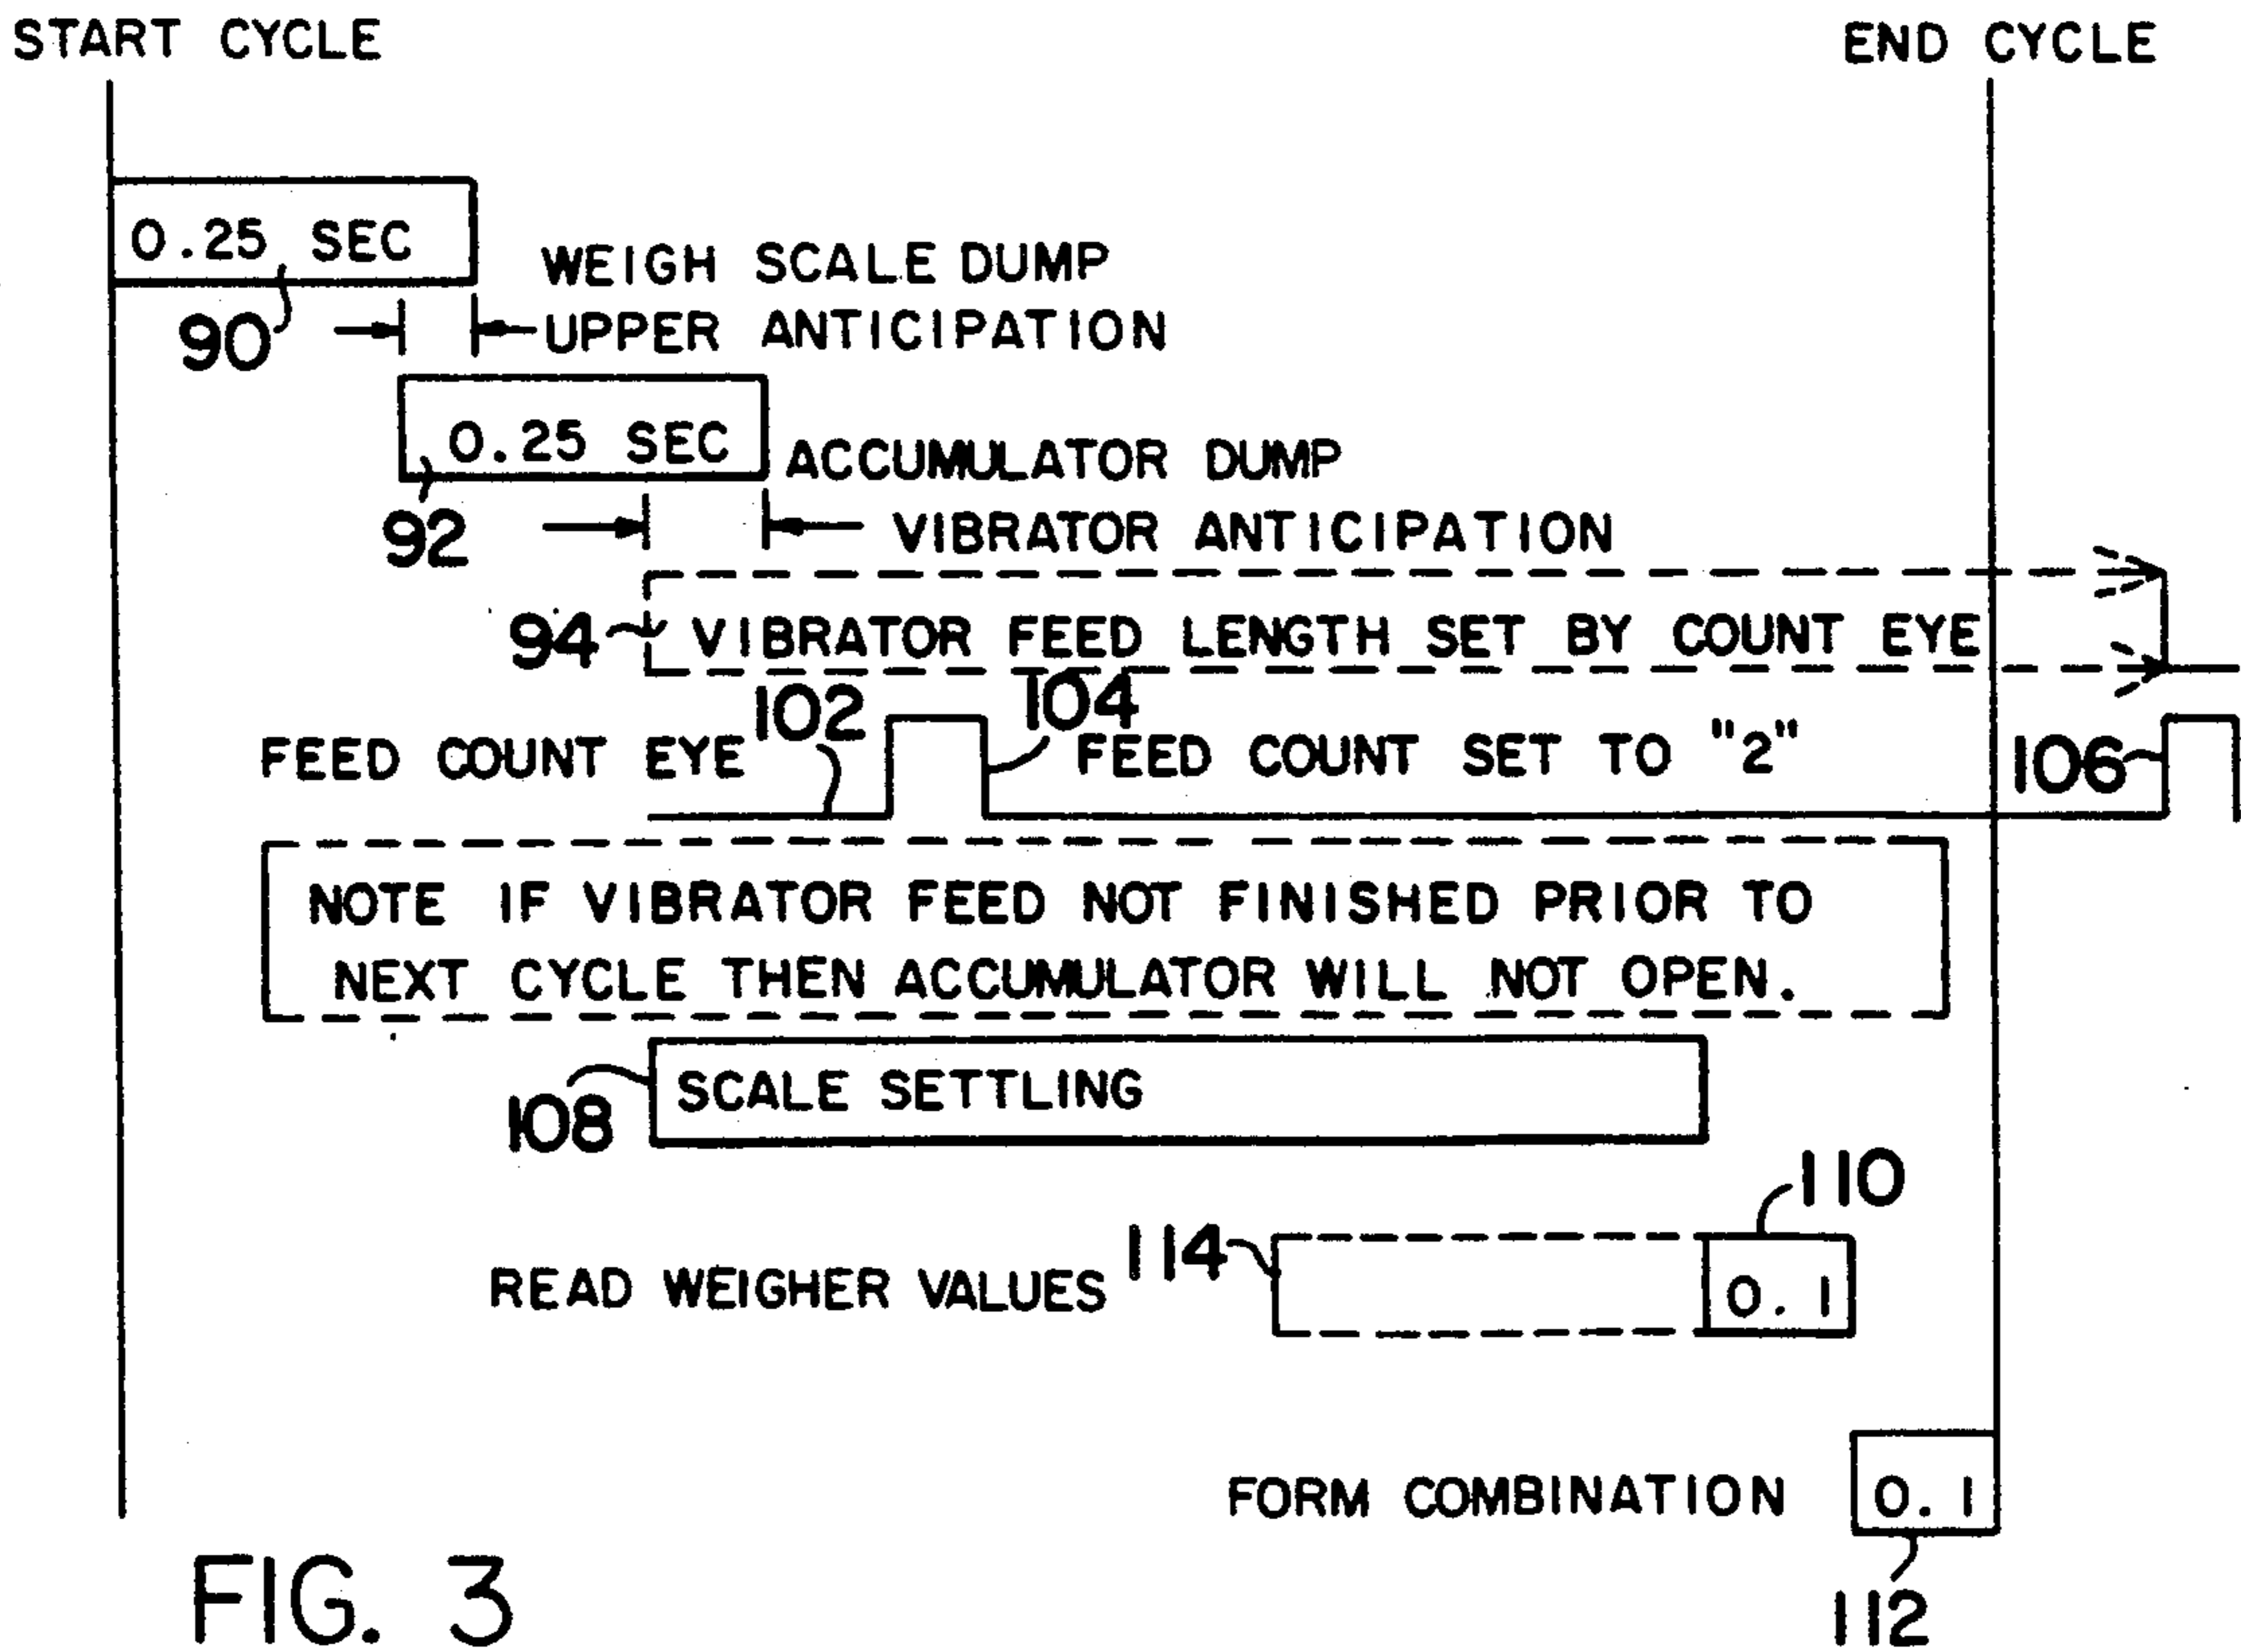 START CYCLE
END CYCLE
0.25 SEC
WEIGH SCALE DUMP
90
UPPER ANTICIPATION
0.25 SEC
ACCUMULATOR DUMP
92
VIBRATOR ANTICIPATION
94
VIBRATOR FEED LENGTH SET BY COUNT EYE
102
104
FEED COUNT EYE
FEED COUNT SET TO "2"
106
NOTE IF VIBRATOR FEED NOT FINISHED PRIOR TO
NEXT CYCLE THEN ACCUMULATOR WILL NOT OPEN.
SCALE SETTLING
108
110
114
READ WEIGHER VALUES
0.1
FORM COMBINATION
0.1
112
FIG. 3